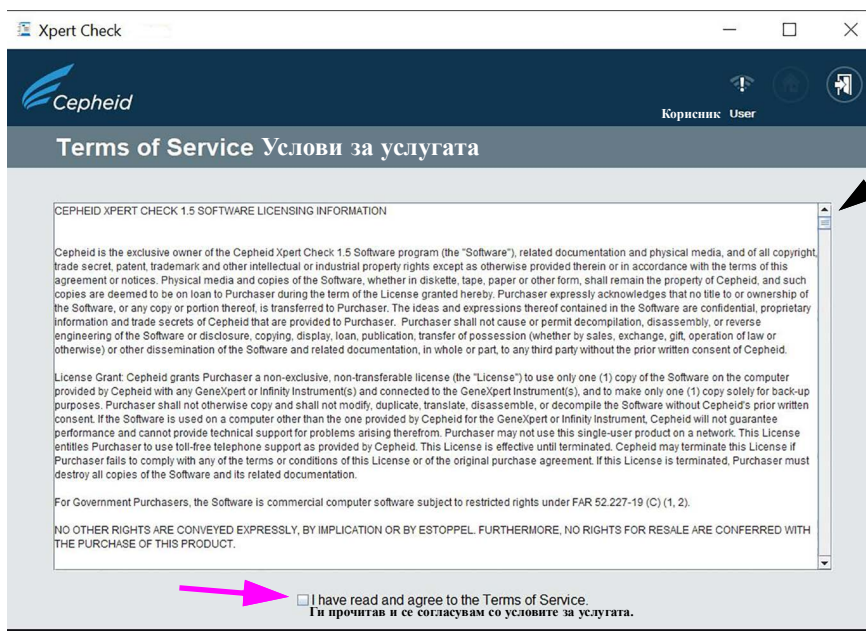 Xpert Check
Cepheid
Корисник User
Terms of Service Услови за услугата
CEPHEID XPERT CHECK 1.5 SOFTWARE LICENSING INFORMATION
Cepheid is the exclusive owner of the Cepheid Xpert Check 1.5 Software program (the "Software"), related documentation and physical media, and of all copyright,
trade secret, patent, trademark and other intellectual or industrial property rights except as otherwise provided therein or in accordance with the terms of this
agreement or notices. Physical media and copies of the Software, whether in diskette, tape, paper or other form, shall remain the property of Cepheid, and such
copies are deemed to be on loan to Purchaser during the term of the License granted hereby. Purchaser expressly acknowledges that no title to or ownership of
the Software, or any copy or portion thereof, is transferred to Purchaser. The ideas and expressions thereof contained in the Software are confidential, proprietary
information and trade secrets of Cepheid that are provided to Purchaser. Purchaser shall not cause or permit decompilation, disassembly, or reverse
engineering of the Software or disclosure, copying, display, loan, publication, transfer of possession (whether by sales, exchange, gift, operation of law or
otherwise) or other dissemination of the Software and related documentation, in whole or part, to any third party without the prior written consent of Cepheid.
License Grant: Cepheid grants Purchaser a non-exclusive, non-transferable license (the "License") to use only one (1) copy of the Software on the computer
provided by Cepheid with any GeneXpert or Infinity Instrument(s) and connected to the GeneXpert Instrument(s), and to make only one (1) copy solely for back-up
purposes. Purchaser shall not otherwise copy and shall not modify, duplicate, translate, disassemble, or decompile the Software without Cepheid's prior written
consent. If the Software is used on a computer other than the one provided by Cepheid for the GeneXpert or Infinity Instrument, Cepheid will not guarantee
performance and cannot provide technical support for problems arising therefrom. Purchaser may not use this single-user product on a network. This License
entitles Purchaser to use toll-free telephone support as provided by Cepheid. This License is effective until terminated. Cepheid may terminate this License if
Purchaser fails to comply with any of the terms or conditions of this License or of the original purchase agreement. If this License is terminated, Purchaser must
destroy all copies of the Software and its related documentation.
For Government Purchasers, the Software is commercial computer software subject to restricted rights under FAR 52.227-19 (C) (1, 2).
NO OTHER RIGHTS ARE CONVEYED EXPRESSLY, BY IMPLICATION OR BY ESTOPPEL. FURTHERMORE, NO RIGHTS FOR RESALE ARE CONFERRED WITH
THE PURCHASE OF THIS PRODUCT.
I have read and agree to the Terms of Service.
Ги прочитав и се согласувам со условите за услугата.